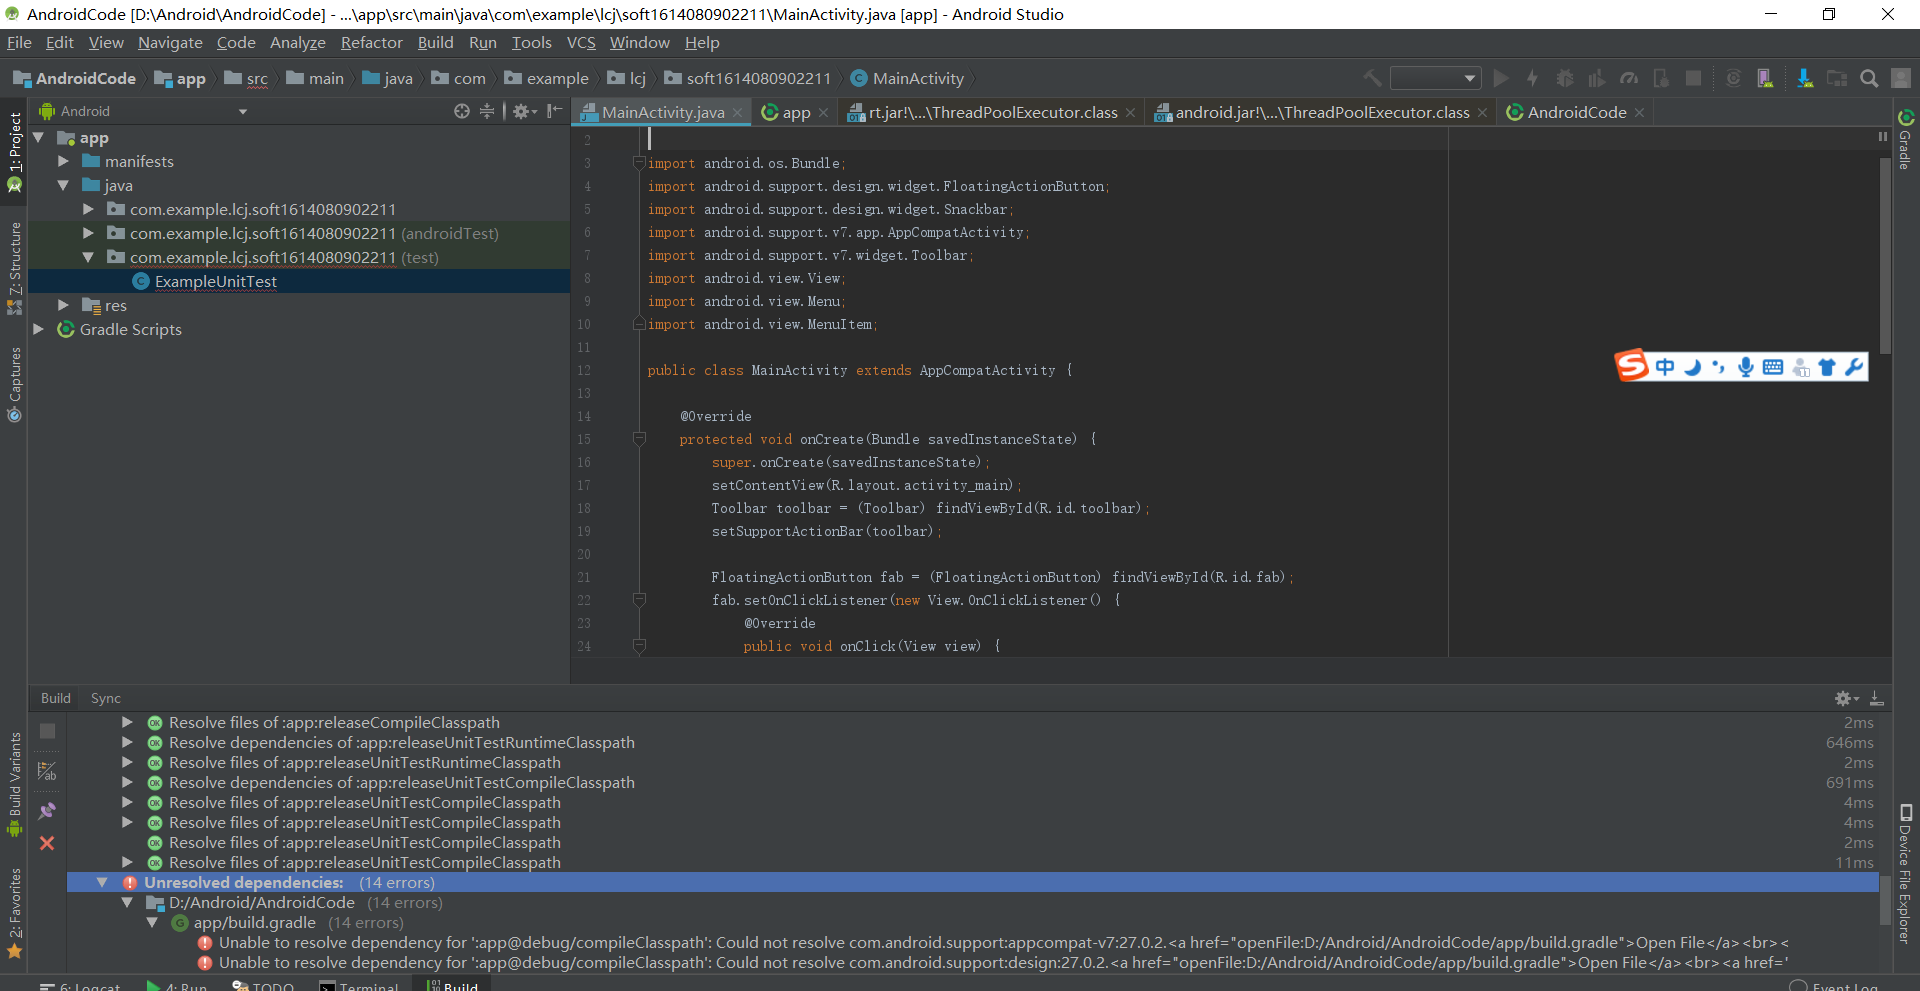 AndroidCode [D:\Android\AndroidCode] - ...\app\src\main\java\com\example\lcj\soft1614080902211\MainActivity.java [app] - Android Studio
File Edit View Navigate Code Analyze Refactor Build Run Tools VCS Window Help
AndroidCode app src main java com example lcj soft1614080902211 MainActivity
Android
MainActivity.java app rt.jar!\...\ThreadPoolExecutor.class android.jar!\...\ThreadPoolExecutor.class AndroidCode
1: Project
Z: Structure
Captures
Build Variants
2: Favorites
app
manifests
java
com.example.lcj.soft1614080902211
com.example.lcj.soft1614080902211 (androidTest)
com.example.lcj.soft1614080902211 (test)
ExampleUnitTest
res
Gradle Scripts
2
3 import android.os.Bundle;
4 import android.support.design.widget.FloatingActionButton;
5 import android.support.design.widget.Snackbar;
6 import android.support.v7.app.AppCompatActivity;
7 import android.support.v7.widget.Toolbar;
8 import android.view.View;
9 import android.view.Menu;
10 import android.view.MenuItem;
11
12 public class MainActivity extends AppCompatActivity {
13
14 @Override
15 protected void onCreate(Bundle savedInstanceState) {
16 super.onCreate(savedInstanceState);
17 setContentView(R.layout.activity_main);
18 Toolbar toolbar = (Toolbar) findViewById(R.id.toolbar);
19 setSupportActionBar(toolbar);
20
21 FloatingActionButton fab = (FloatingActionButton) findViewById(R.id.fab);
22 fab.setOnClickListener(new View.OnClickListener() {
23 @Override
24 public void onClick(View view) {
中
Gradle
Device File Explorer
Build Sync
Resolve files of :app:releaseCompileClasspath 2ms
Resolve dependencies of :app:releaseUnitTestRuntimeClasspath 646ms
Resolve files of :app:releaseUnitTestRuntimeClasspath 2ms
Resolve dependencies of :app:releaseUnitTestCompileClasspath 691ms
Resolve files of :app:releaseUnitTestCompileClasspath 4ms
Resolve files of :app:releaseUnitTestCompileClasspath 4ms
Resolve files of :app:releaseUnitTestCompileClasspath 2ms
Resolve files of :app:releaseUnitTestCompileClasspath 11ms
Unresolved dependencies: (14 errors)
D:/Android/AndroidCode (14 errors)
app/build.gradle (14 errors)
Unable to resolve dependency for ':app@debug/compileClasspath': Could not resolve com.android.support:appcompat-v7:27.0.2.<a href="openFile:D:/Android/AndroidCode/app/build.gradle">Open File</a><br><
Unable to resolve dependency for ':app@debug/compileClasspath': Could not resolve com.android.support:design:27.0.2.<a href="openFile:D:/Android/AndroidCode/app/build.gradle">Open File</a><br><a href='
6: Logcat 4: Run TODO Terminal Build Event Log